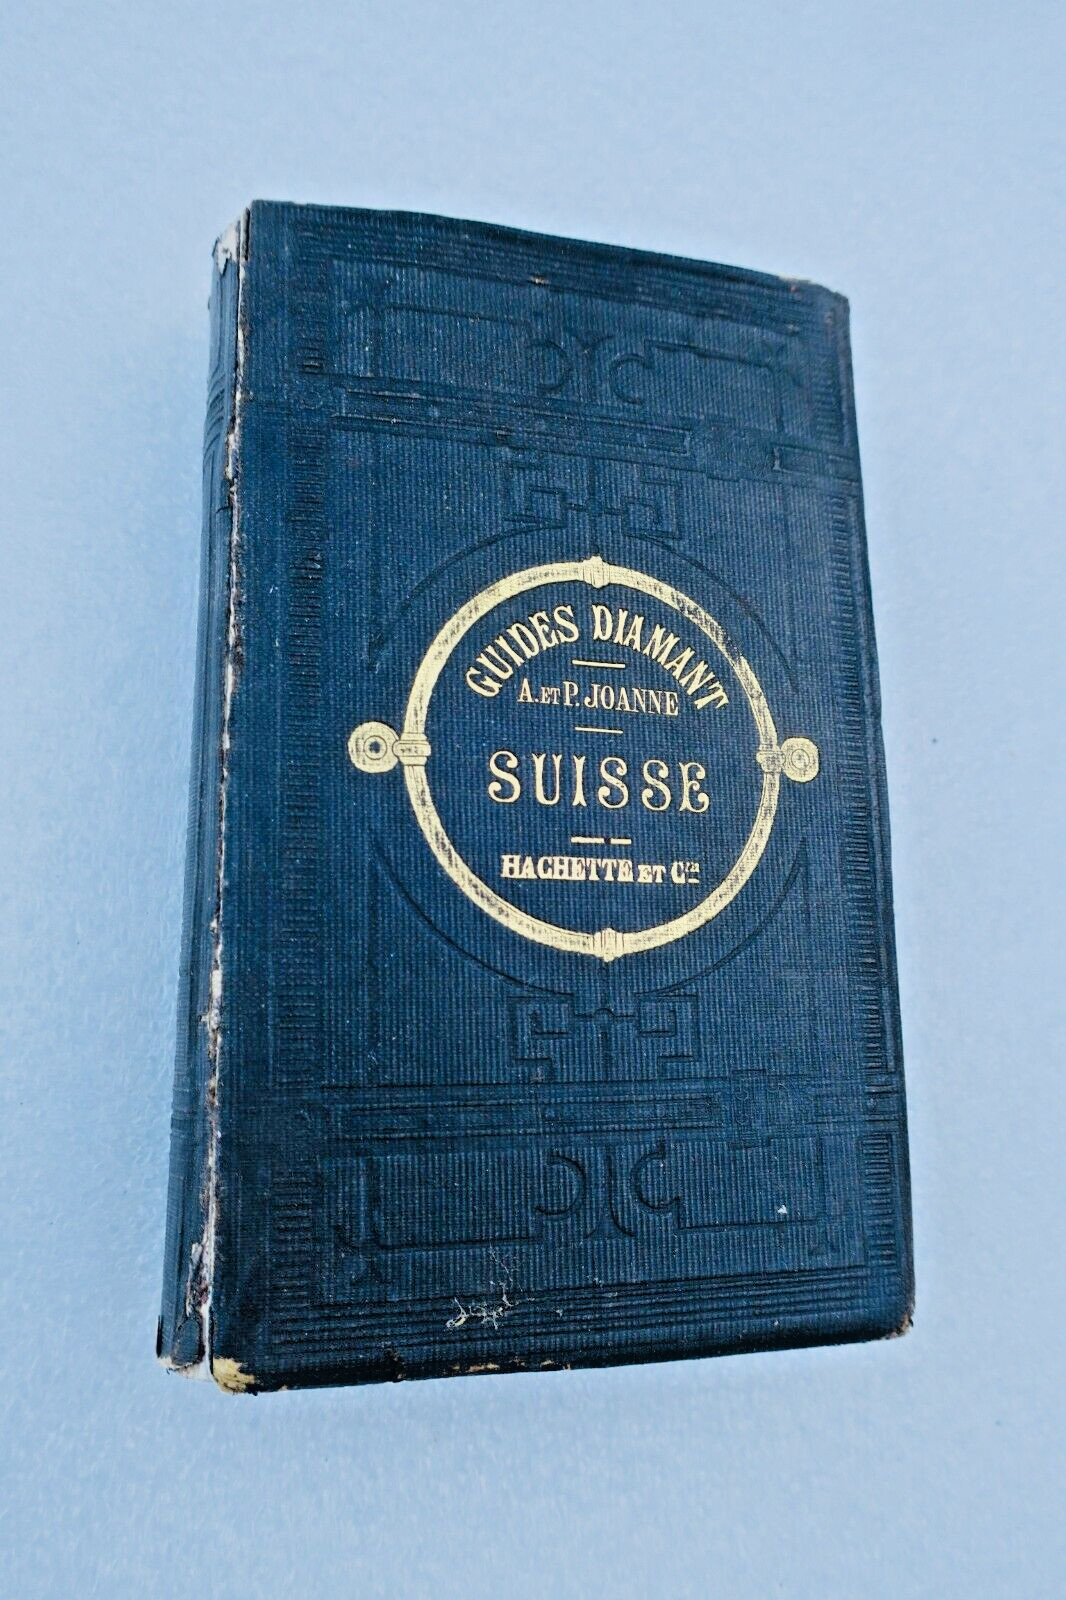 GUIDES DIAMANT
A. ET P. JOANNE
SUISSE
HACHETTE ET Cie